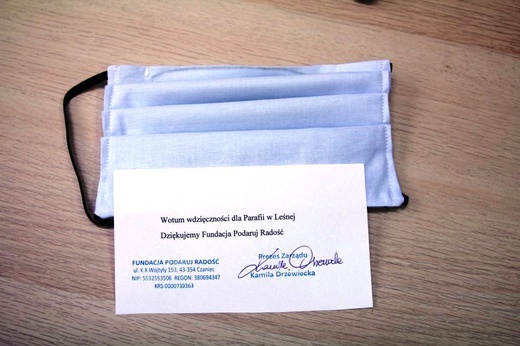 Wotum wdzięczności dla Parafii w Leśnej
Dziękujemy Fundacja Podaruj Radość
FUNDACJA PODARUJ RADOŚĆ
ul. K.K Wojtyły 153, 43-354 Czaniec
NIP: 5532553506 REGON: 380694347
KRS:0000739363
Prezes Zarządu
Kamila Drzewiecka